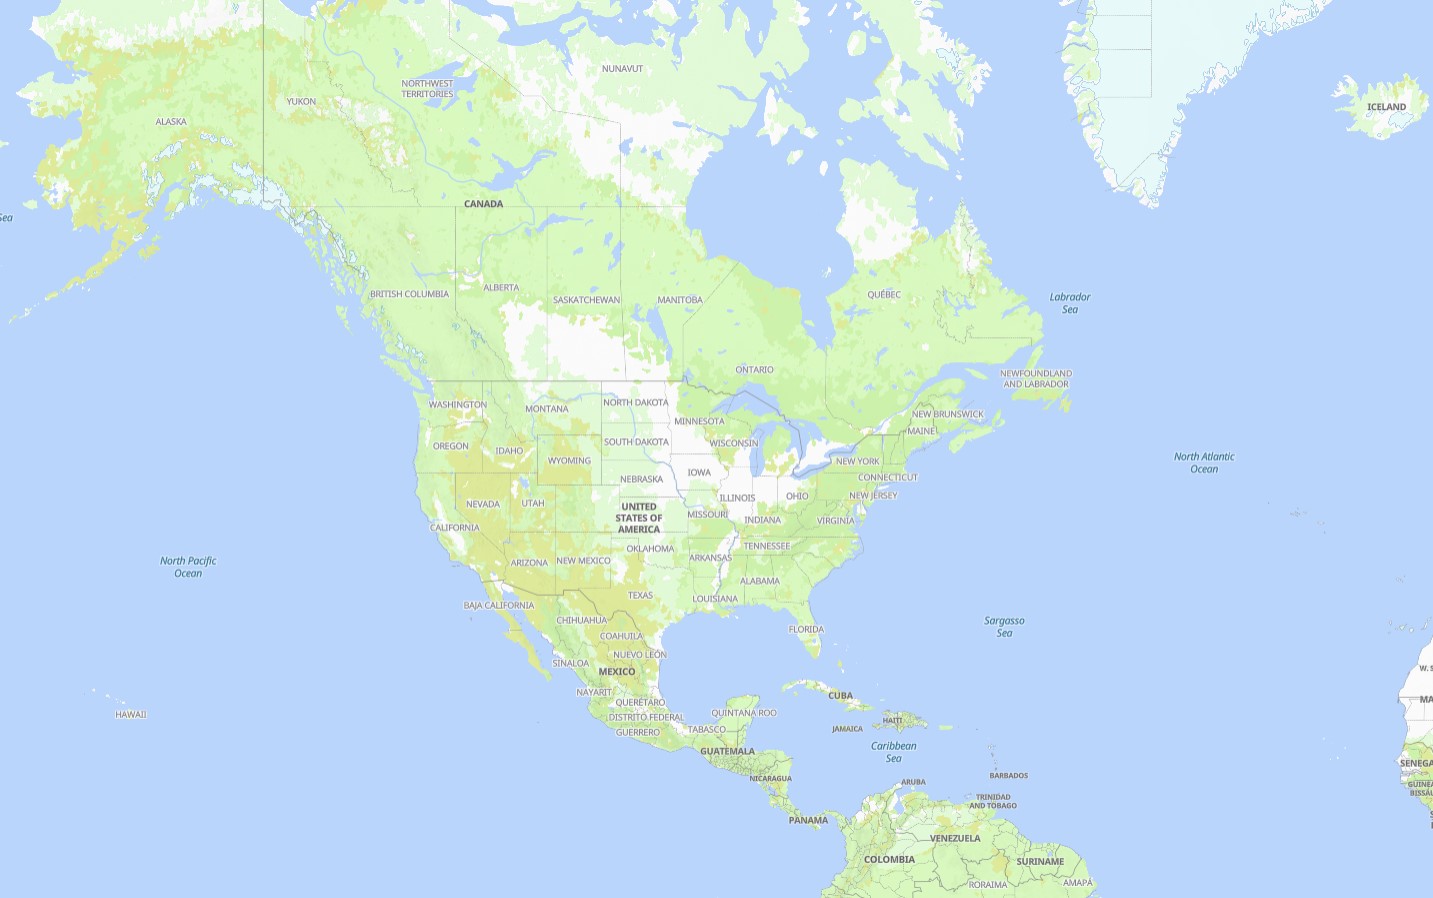 NUNAVUT
NORTHWEST
TERRITORIES
YUKON
ICELAND
ALASKA
CANADA
Sea
BRITISH COLUMBIA
ALBERTA
SASKATCHEWAN
MANITOBA
QUÉBEC
Labrador
Sea
ONTARIO
NEWFOUNDLAND
AND LABRADOR
WASHINGTON
MONTANA
NORTH DAKOTA
MINNESOTA
NEW BRUNSWICK
MAINE
OREGON
IDAHO
WYOMING
SOUTH DAKOTA
WISCONSIN
NEW YORK
North Atlantic
Ocean
NEBRASKA
IOWA
CONNECTICUT
NEVADA
UTAH
ILLINOIS
OHIO
NEW JERSEY
UNITED
STATES OF
AMERICA
MISSOURI
INDIANA
VIRGINIA
CALIFORNIA
ARIZONA
NEW MEXICO
OKLAHOMA
ARKANSAS
TENNESSEE
North Pacific
Ocean
ALABAMA
TEXAS
LOUISIANA
BAJA CALIFORNIA
CHIHUAHUA
FLORIDA
Sargasso
Sea
COAHUILA
NUEVO LEÓN
SINALOA
MEXICO
W. S
NAYARIT
QUERÉTARO
CUBA
MA
HAWAII
DISTRITO FEDERAL
QUINTANA ROO
GUERRERO
TABASCO
JAMAICA
HAITI
GUATEMALA
Caribbean
Sea
SENEGA
NICARAGUA
ARUBA
BARBADOS
GUINEA
BISSAU
TRINIDAD
AND TOBAGO
PANAMA
VENEZUELA
COLOMBIA
SURINAME
RORAIMA
AMAPÁ